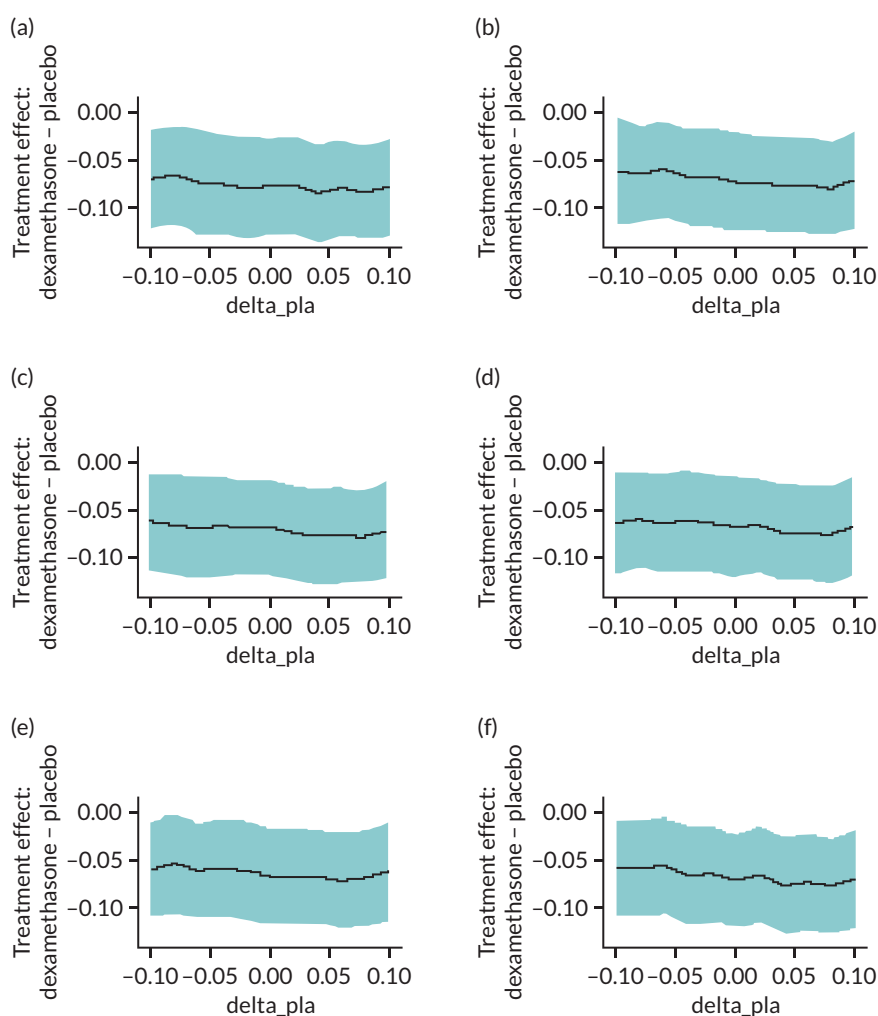 (a)
Treatment effect:
dexamethasone – placebo
0.00
−0.05
−0.10
−0.10 −0.05 0.00 0.05 0.10
delta_pla
(b)
Treatment effect:
dexamethasone – placebo
0.00
−0.05
−0.10
−0.10 −0.05 0.00 0.05 0.10
delta_pla
(c)
Treatment effect:
dexamethasone – placebo
0.00
−0.05
−0.10
−0.10 −0.05 0.00 0.05 0.10
delta_pla
(d)
Treatment effect:
dexamethasone – placebo
0.00
−0.05
−0.10
−0.10 −0.05 0.00 0.05 0.10
delta_pla
(e)
Treatment effect:
dexamethasone – placebo
0.00
−0.05
−0.10
−0.10 −0.05 0.00 0.05 0.10
delta_pla
(f)
Treatment effect:
dexamethasone – placebo
0.00
−0.05
−0.10
−0.10 −0.05 0.00 0.05 0.10
delta_pla